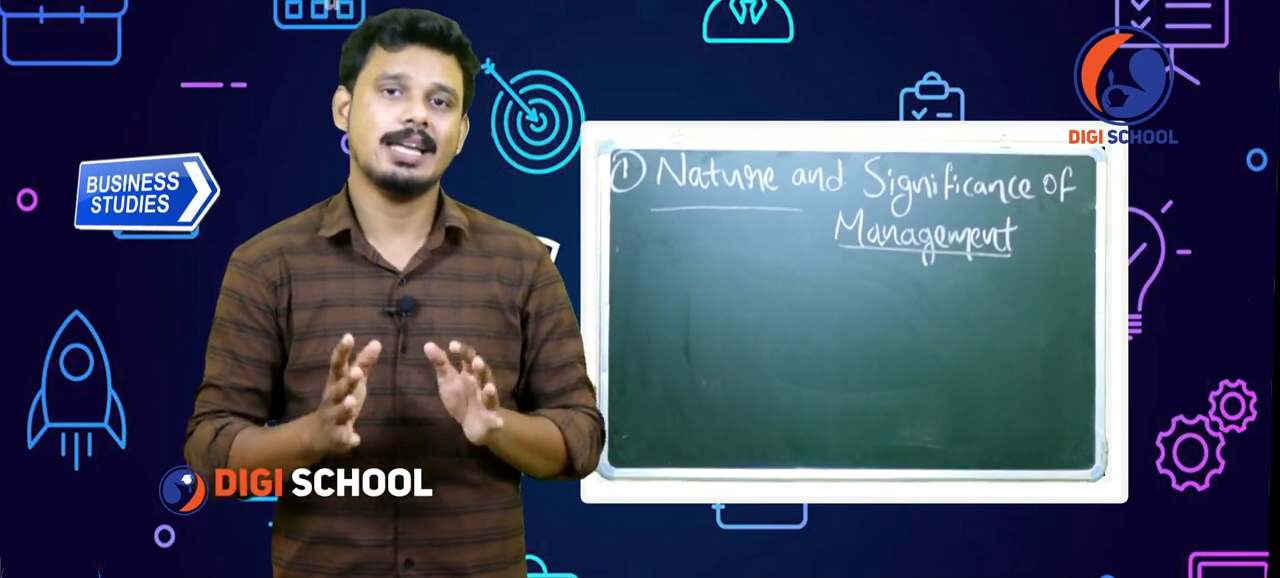 DIGI SCHOOL
BUSINESS
STUDIES
1 Nature and Significance of
Management
DIGI SCHOOL